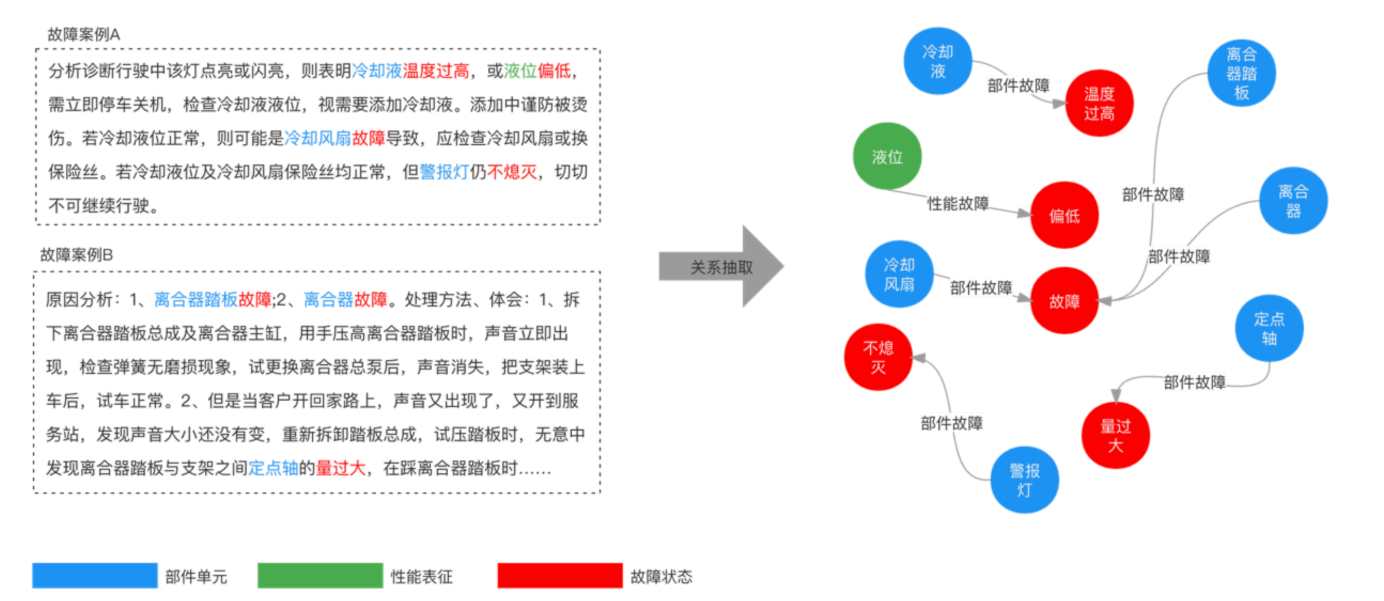 故障案例A
分析诊断行驶中该灯点亮或闪亮，则表明冷却液温度过高，或液位偏低，
需立即停车关机，检查冷却液液位，视需要添加冷却液。添加中谨防被烫
伤。若冷却液位正常，则可能是冷却风扇故障导致，应检查冷却风扇或换
保险丝。若冷却液位及冷却风扇保险丝均正常，但警报灯仍不熄灭，切切
不可继续行驶。
故障案例B
原因分析：1、离合器踏板故障;2、离合器故障。处理方法、体会：1、拆
下离合器踏板总成及离合器主缸，用手压高离合器踏板时，声音立即出
现，检查弹簧无磨损现象，试更换离合器总泵后，声音消失，把支架装上
车后，试车正常。2、但是当客户开回家路上，声音又出现了，又开到服
务站，发现声音大小还没有变，重新拆卸踏板总成，试压踏板时，无意中
发现离合器踏板与支架之间定点轴的量过大，在踩离合器踏板时……
关系抽取
冷却
液
部件故障
温度
过高
离合
器踏
板
液位
性能故障
偏低
部件故障
离合
器
部件故障
冷却
风扇
部件故障
故障
不熄
灭
部件故障
警报
灯
定点
轴
部件故障
量过
大
部件单元
性能表征
故障状态